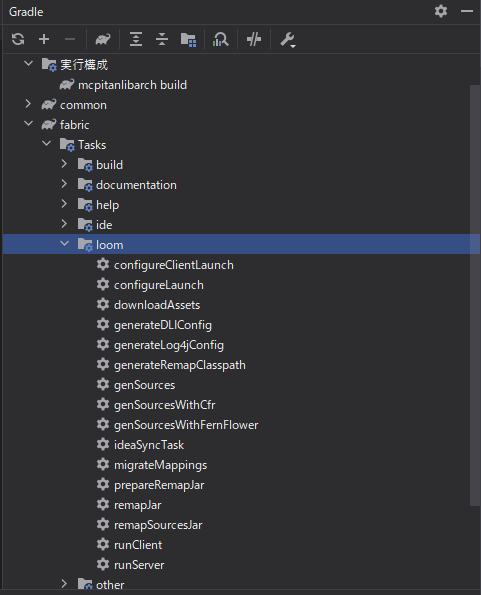 Gradle
実行構成
mcpitanlibarch build
common
fabric
Tasks
build
documentation
help
ide
loom
configureClientLaunch
configureLaunch
downloadAssets
generateDLIConfig
generateLog4jConfig
generateRemapClasspath
genSources
genSourcesWithCfr
genSourcesWithFernFlower
ideaSyncTask
migrateMappings
prepareRemapJar
remapJar
remapSourcesJar
runClient
runServer
other